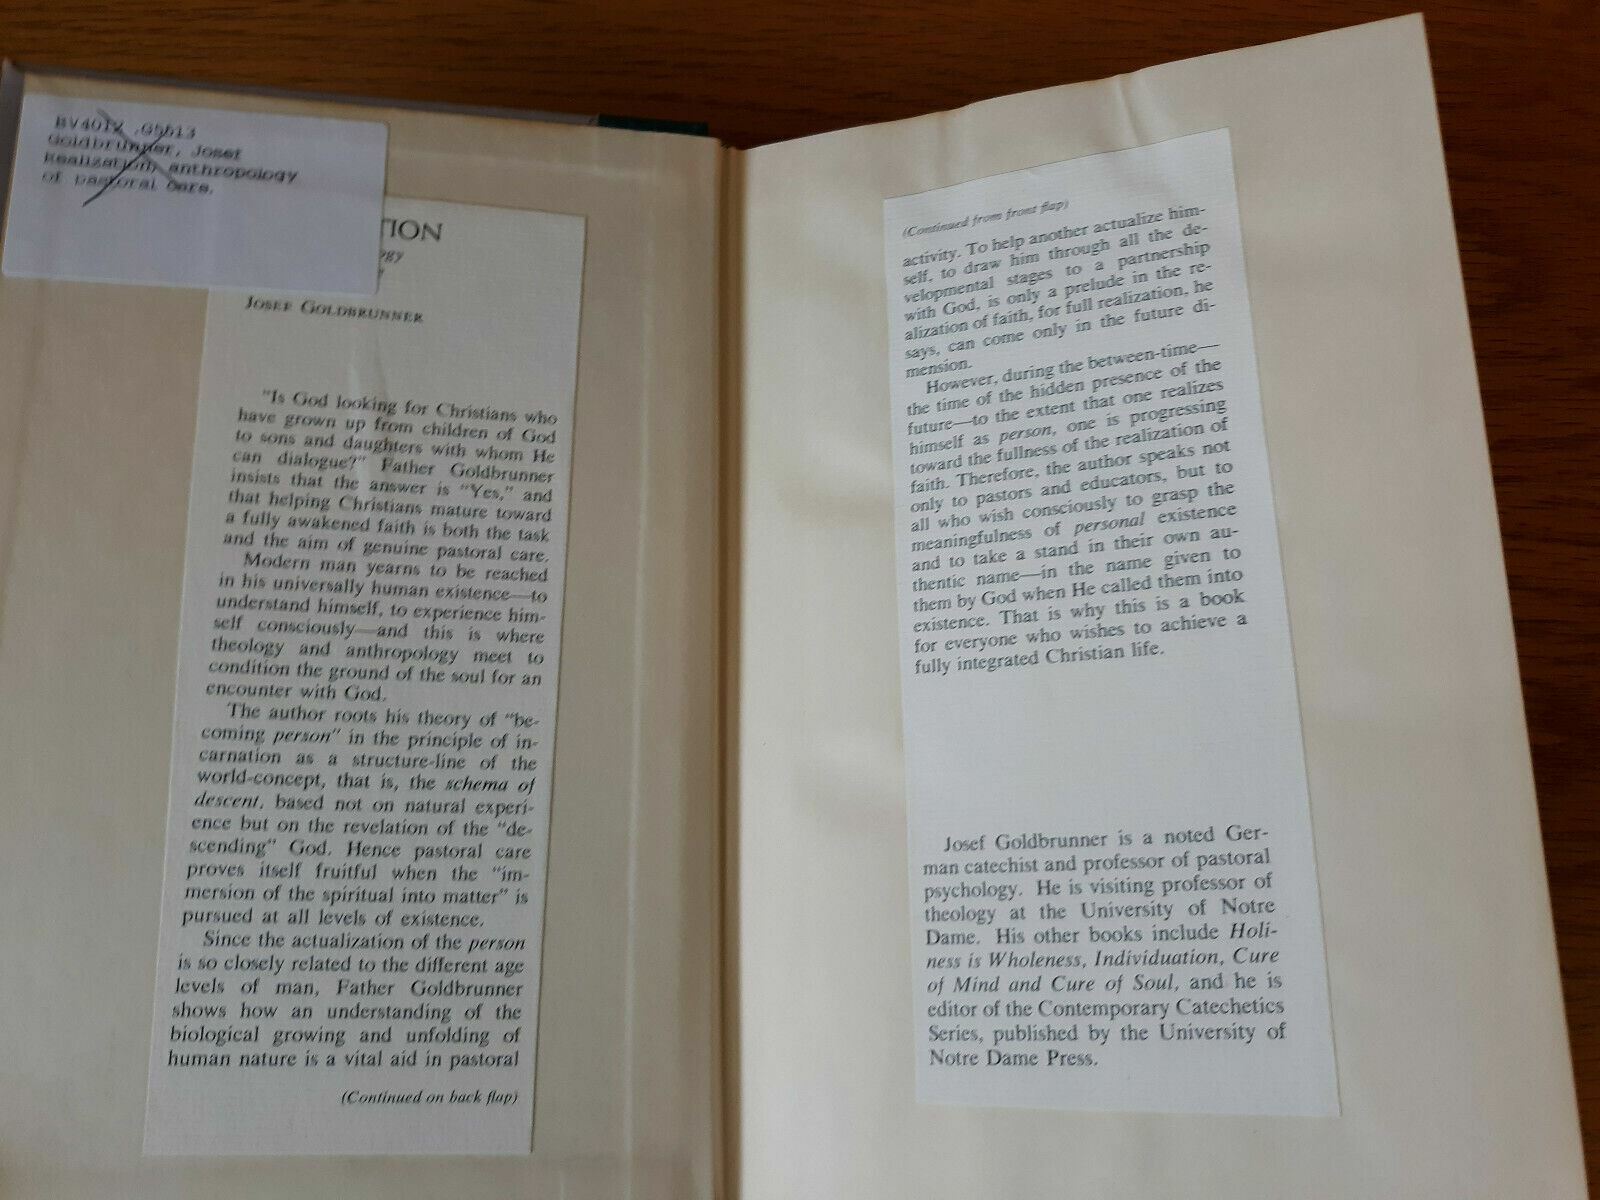 BV4012 .G5613
Goldbrunner, Josef
Realization; anthropology
of pastoral care.
TION
ogy
JOSEF GOLDBRUNNER
"Is God looking for Christians who
have grown up from children of God
to sons and daughters with whom He
can dialogue?" Father Goldbrunner
insists that the answer is "Yes," and
that helping Christians mature toward
a fully awakened faith is both the task
and the aim of genuine pastoral care.
Modern man yearns to be reached
in his universally human existence—to
understand himself, to experience him-
self consciously—and this is where
theology and anthropology meet to
condition the ground of the soul for an
encounter with God.
The author roots his theory of "be-
coming person" in the principle of in-
carnation as a structure-line of the
world-concept, that is, the schema of
descent, based not on natural experi-
ence but on the revelation of the "de-
scending" God. Hence pastoral care
proves itself fruitful when the "im-
mersion of the spiritual into matter" is
pursued at all levels of existence.
Since the actualization of the person
is so closely related to the different age
levels of man, Father Goldbrunner
shows how an understanding of the
biological growing and unfolding of
human nature is a vital aid in pastoral
(Continued on back flap)
(Continued from front flap)
activity. To help another actualize him-
self, to draw him through all the de-
velopmental stages to a partnership
with God, is only a prelude in the re-
alization of faith, for full realization, he
says, can come only in the future di-
mension.
However, during the between-time—
the time of the hidden presence of the
future—to the extent that one realizes
himself as person, one is progressing
toward the fullness of the realization of
faith. Therefore, the author speaks not
only to pastors and educators, but to
all who wish consciously to grasp the
meaningfulness of personal existence
and to take a stand in their own au-
thentic name—in the name given to
them by God when He called them into
existence. That is why this is a book
for everyone who wishes to achieve a
fully integrated Christian life.
Josef Goldbrunner is a noted Ger-
man catechist and professor of pastoral
psychology. He is visiting professor of
theology at the University of Notre
Dame. His other books include Holi-
ness is Wholeness, Individuation, Cure
of Mind and Cure of Soul, and he is
editor of the Contemporary Catechetics
Series, published by the University of
Notre Dame Press.